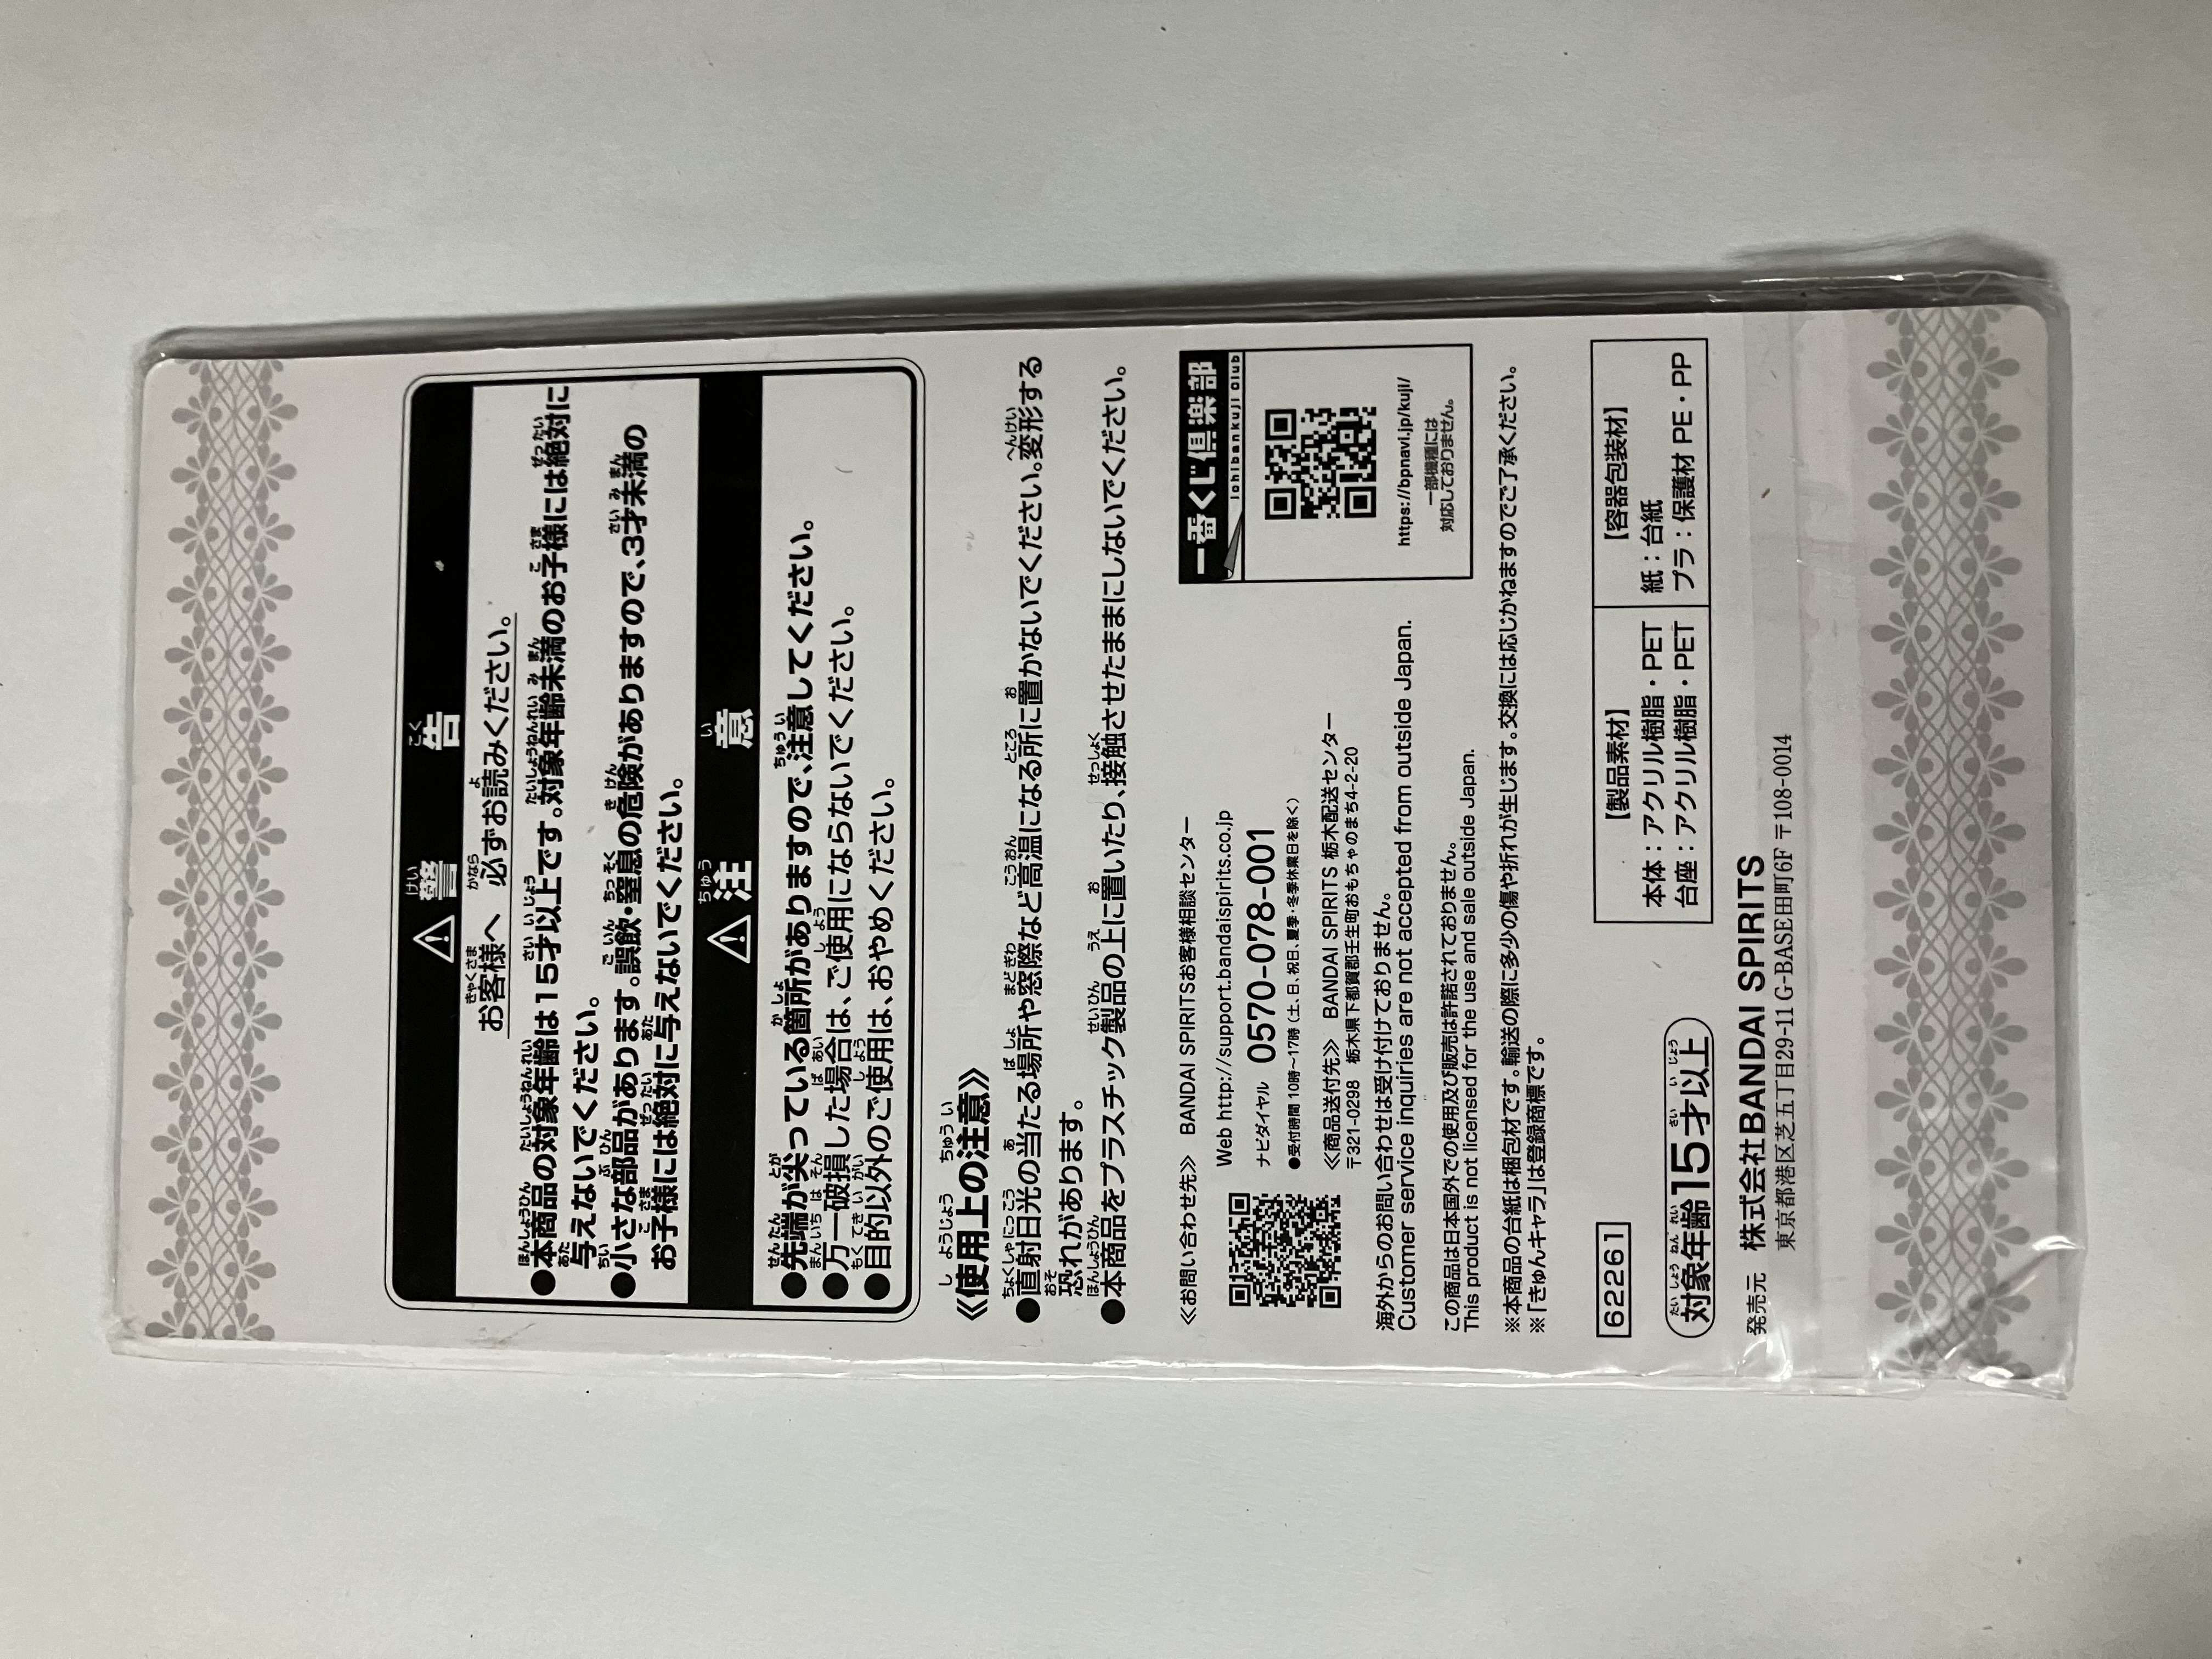 ⚠警告
お客様へ 必ずお読みください。
●本商品の対象年齢は15才以上です。対象年齢未満のお子様には絶対に
与えないでください。
●小さな部品があります。誤飲・窒息の危険がありますので、3才未満の
お子様には絶対に与えないでください。
⚠注意
●先端が尖っている箇所がありますので、注意してください。
●万一破損した場合は、ご使用にならないでください。
●目的以外のご使用は、おやめください。
《使用上の注意》
●直射日光の当たる場所や窓際など高温になる所に置かないでください。変形する
恐れがあります。
●本商品をプラスチック製品の上に置いたり、接触させたままにしないでください。
《お問い合わせ先》 BANDAI SPIRITSお客様相談センター
Web http://support.bandaispirits.co.jp
ナビダイヤル 0570-078-001
●受付時間 10時~17時(土、日、祝日、夏季・冬季休業日を除く)
《商品送付先》 BANDAI SPIRITS 栃木配送センター
〒321-0298 栃木県下都賀郡壬生町おもちゃのまち4-2-20
海外からのお問い合わせは受け付けておりません。
Customer service inquiries are not accepted from outside Japan.
一番くじ倶楽部
Ichibankuji Club
https://bpnavi.jp/kuji/
一部機種には
対応しておりません。
この商品は日本国外での使用及び販売は許諾されておりません。
This product is not licensed for the use and sale outside Japan.
※本商品の台紙は梱包材です。輸送の際に多少の傷や折れが生じます。交換には応じかねますのでご了承ください。
※「きゅんキャラ」は登録商標です。
62261
【製品素材】
本体:アクリル樹脂・PET
台座:アクリル樹脂・PET
【容器包装材】
紙:台紙
プラ:保護材 PE・PP
対象年齢15才以上
発売元 株式会社BANDAI SPIRITS
東京都港区芝五丁目29-11 G-BASE田町6F 〒108-0014